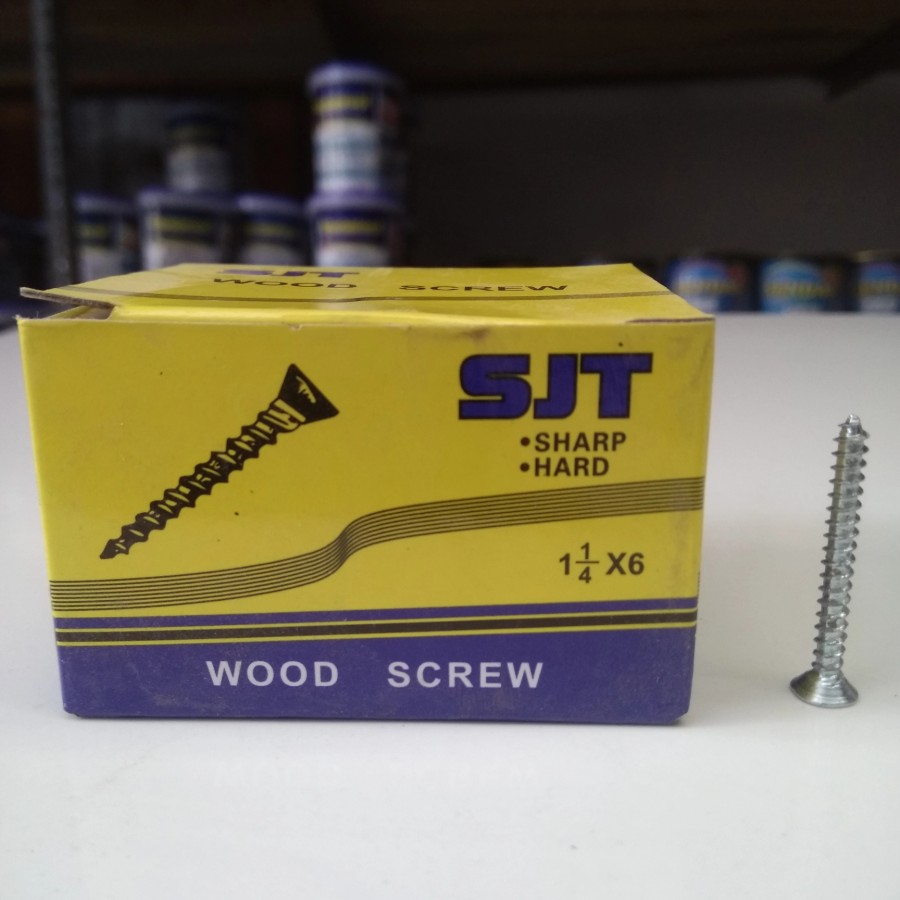 SJT
WOOD SCREW
SJT
•SHARP
•HARD
1 1/4 X6
WOOD SCREW